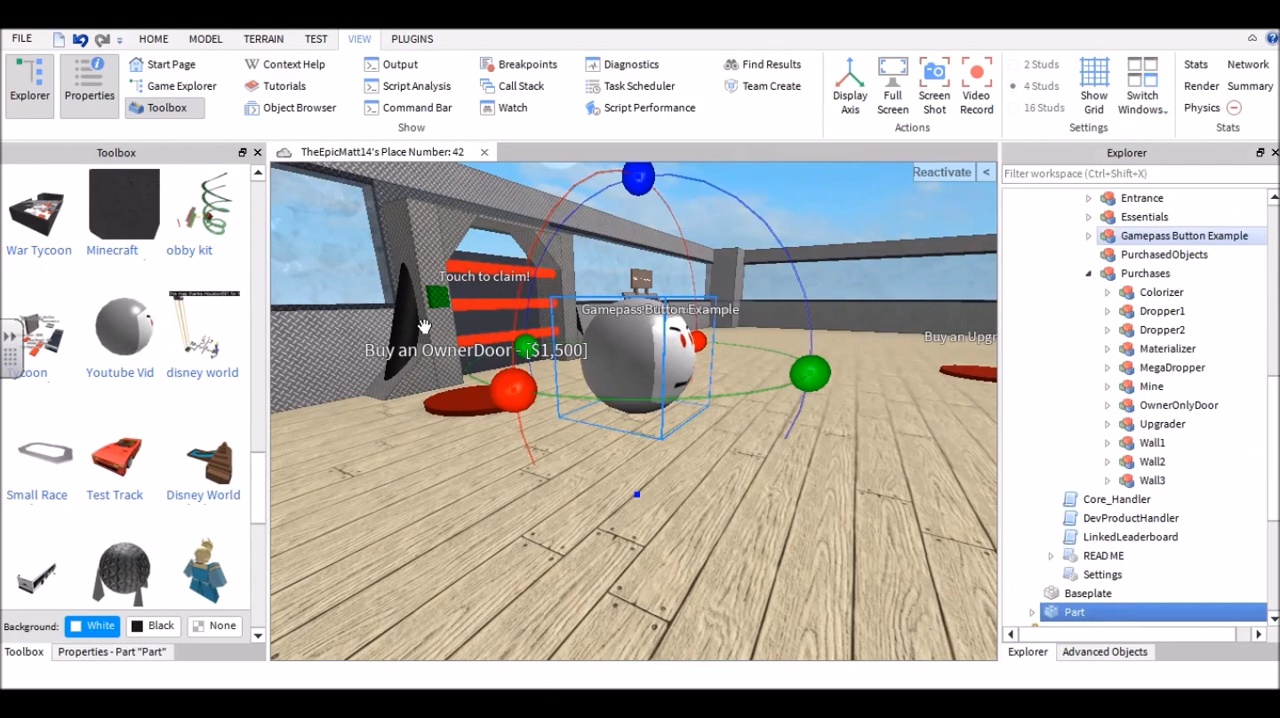 FILE HOME MODEL TERRAIN TEST VIEW PLUGINS
Explorer
Properties
Start Page
Game Explorer
Toolbox
Context Help
Tutorials
Object Browser
Output
Script Analysis
Command Bar
Breakpoints
Call Stack
Watch
Diagnostics
Task Scheduler
Script Performance
Find Results
Team Create
Show
Display Axis
Full Screen
Screen Shot
Video Record
Actions
2 Studs
4 Studs
16 Studs
Show Grid
Switch Windows
Settings
Stats Network
Render Summary
Physics
Stats
Toolbox
TheEpicMatt14's Place Number: 42
Explorer
Filter workspace (Ctrl+Shift+X)
War Tycoon
Minecraft
obby kit
Tycoon
Youtube Vid
disney world
Small Race
Test Track
Disney World
Background: White Black None
Toolbox Properties - Part "Part"
Reactivate <
Touch to claim!
Gamepass Button Example
Buy an OwnerDoor - [$1,500]
Buy an Upgr
Entrance
Essentials
Gamepass Button Example
PurchasedObjects
Purchases
Colorizer
Dropper1
Dropper2
Materializer
MegaDropper
Mine
OwnerOnlyDoor
Upgrader
Wall1
Wall2
Wall3
Core_Handler
DevProductHandler
LinkedLeaderboard
README
Settings
Baseplate
Part
Explorer Advanced Objects